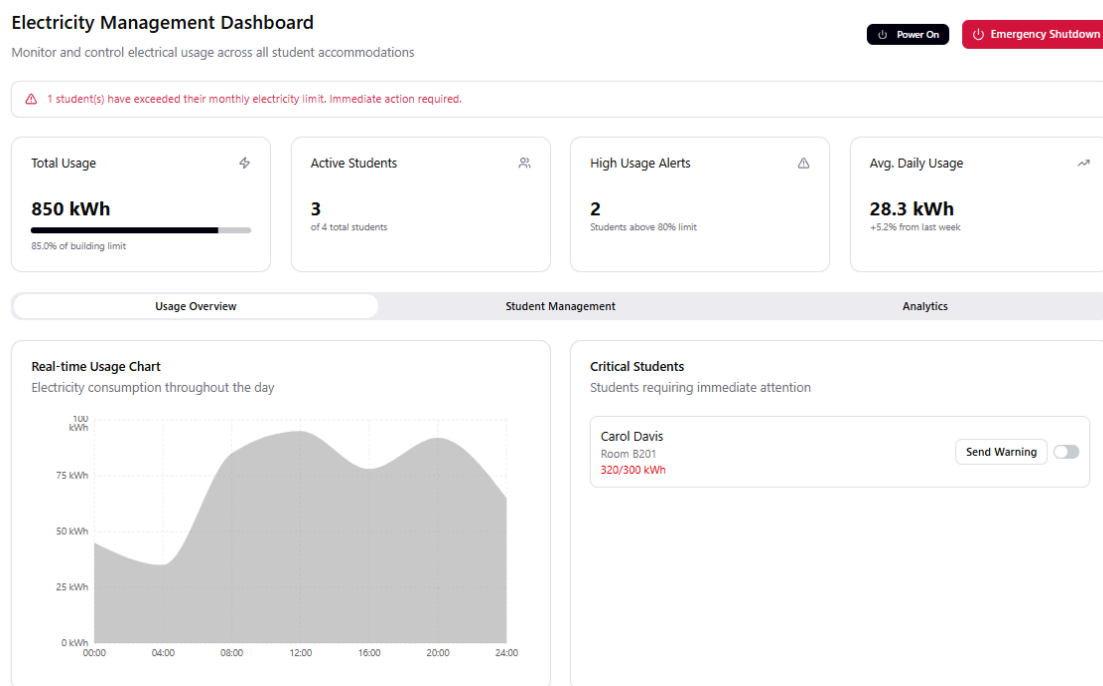 Electricity Management Dashboard
Monitor and control electrical usage across all student accommodations
Power On
Emergency Shutdown
1 student(s) have exceeded their monthly electricity limit. Immediate action required.
Total Usage
850 kWh
85.0% of building limit
Active Students
3
of 4 total students
High Usage Alerts
2
Students above 80% limit
Avg. Daily Usage
28.3 kWh
+5.2% from last week
Usage Overview
Student Management
Analytics
Real-time Usage Chart
Electricity consumption throughout the day
100
kWh
75 kWh
50 kWh
25 kWh
0 kWh
00:00
04:00
08:00
12:00
16:00
20:00
24:00
Critical Students
Students requiring immediate attention
Carol Davis
Room B201
320/300 kWh
Send Warning